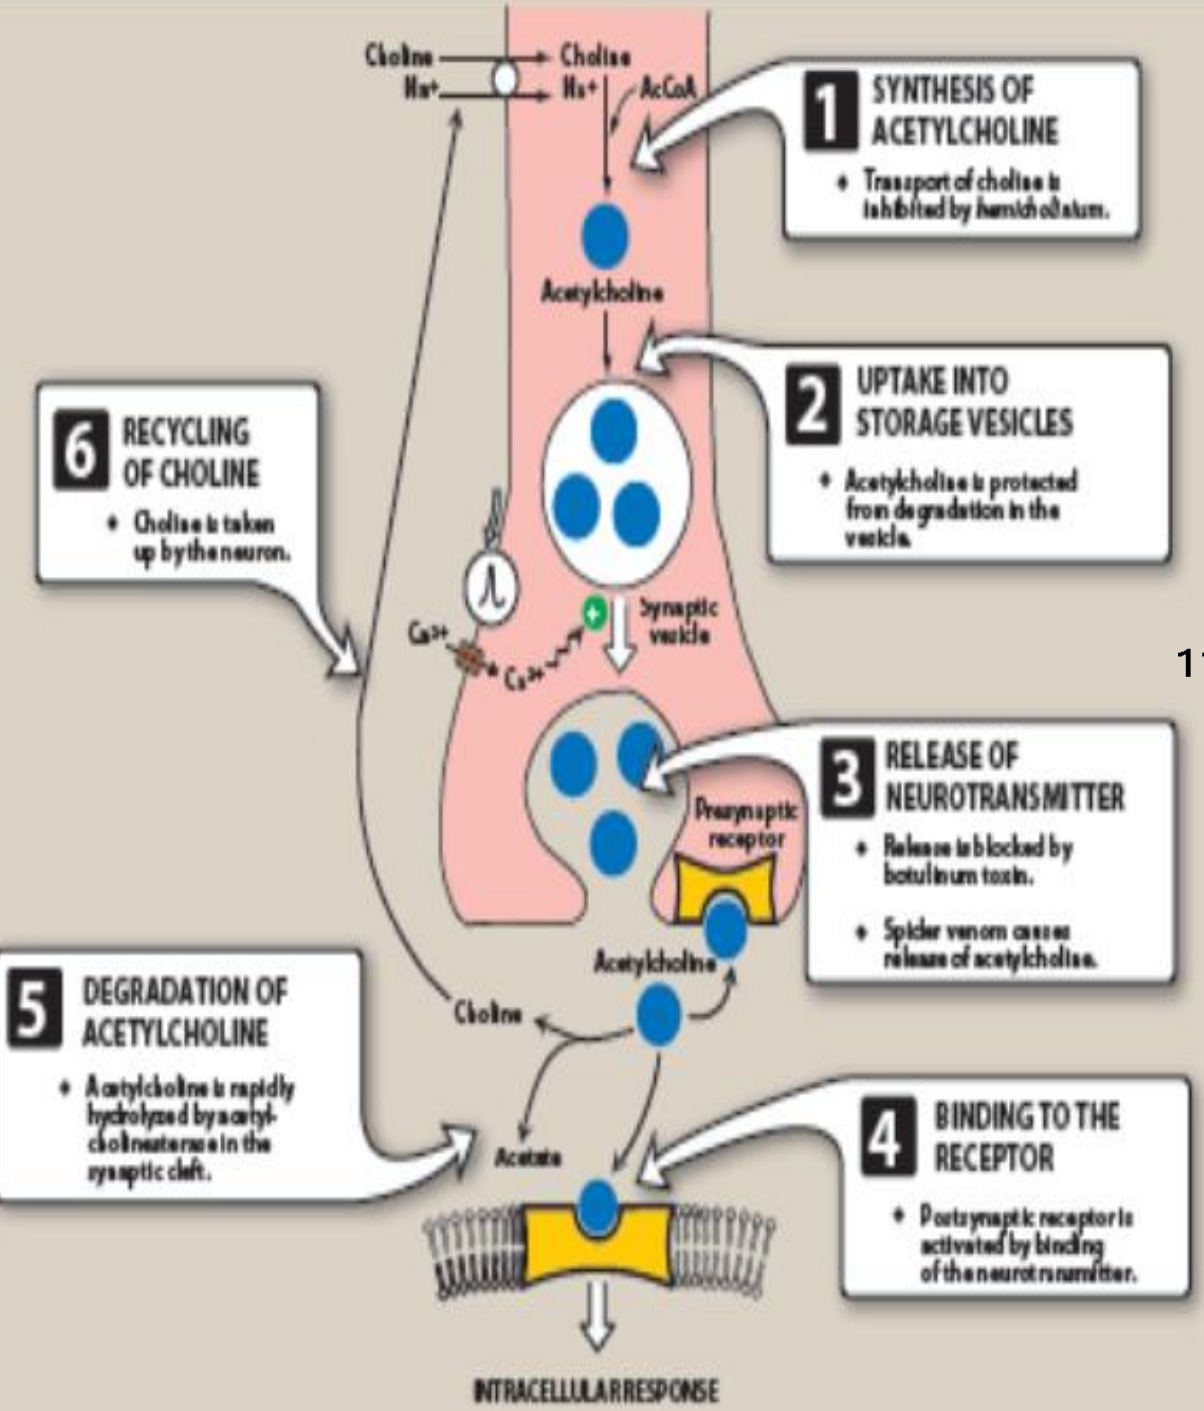 Choline
Choline
Na+
Na+
AcCoA
1
SYNTHESIS OF
ACETYLCHOLINE
♦ Transport of choline is
inhibited by hemicholinium.
Acetylcholine
2
UPTAKE INTO
STORAGE VESICLES
♦ Acetylcholine is protected
from degradation in the
vesicle.
6
RECYCLING
OF CHOLINE
♦ Choline is taken
up by the neuron.
+
Synaptic
vesicle
Ca2+
Ca2+
3
RELEASE OF
NEUROTRANSMITTER
♦ Release is blocked by
botulinum toxin.
♦ Spider venom causes
release of acetylcholine.
Presynaptic
receptor
Acetylcholine
Choline
5
DEGRADATION OF
ACETYLCHOLINE
♦ Acetylcholine is rapidly
hydrolyzed by acetyl-
cholinesterase in the
synaptic cleft.
Acetate
4
BINDING TO THE
RECEPTOR
♦ Postsynaptic receptor is
activated by binding
of the neurotransmitter.
INTRACELLULAR RESPONSE